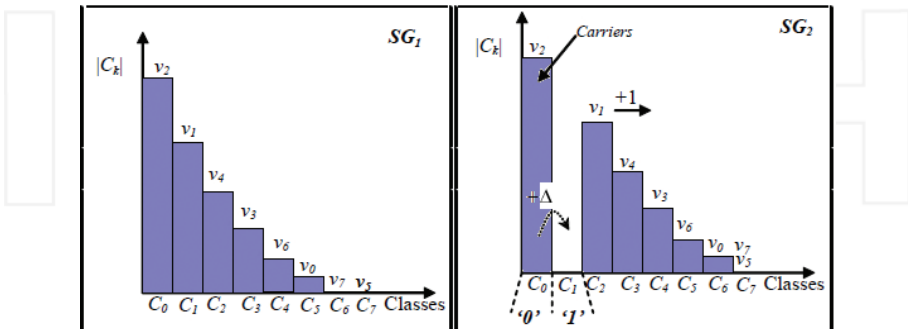 SG₁
|Cₖ|
v₂
v₁
v₄
v₃
v₆
v₀
v₇ v₅
C₀ C₁ C₂ C₃ C₄ C₅ C₆ C₇ Classes
SG₂
Carriers
|Cₖ|
v₂
v₁ +1
v₄
v₃
v₆
v₀ v₇
v₅
+Δ
C₀ C₁ C₂ C₃ C₄ C₅ C₆ C₇ Classes
‘0’ ‘1’